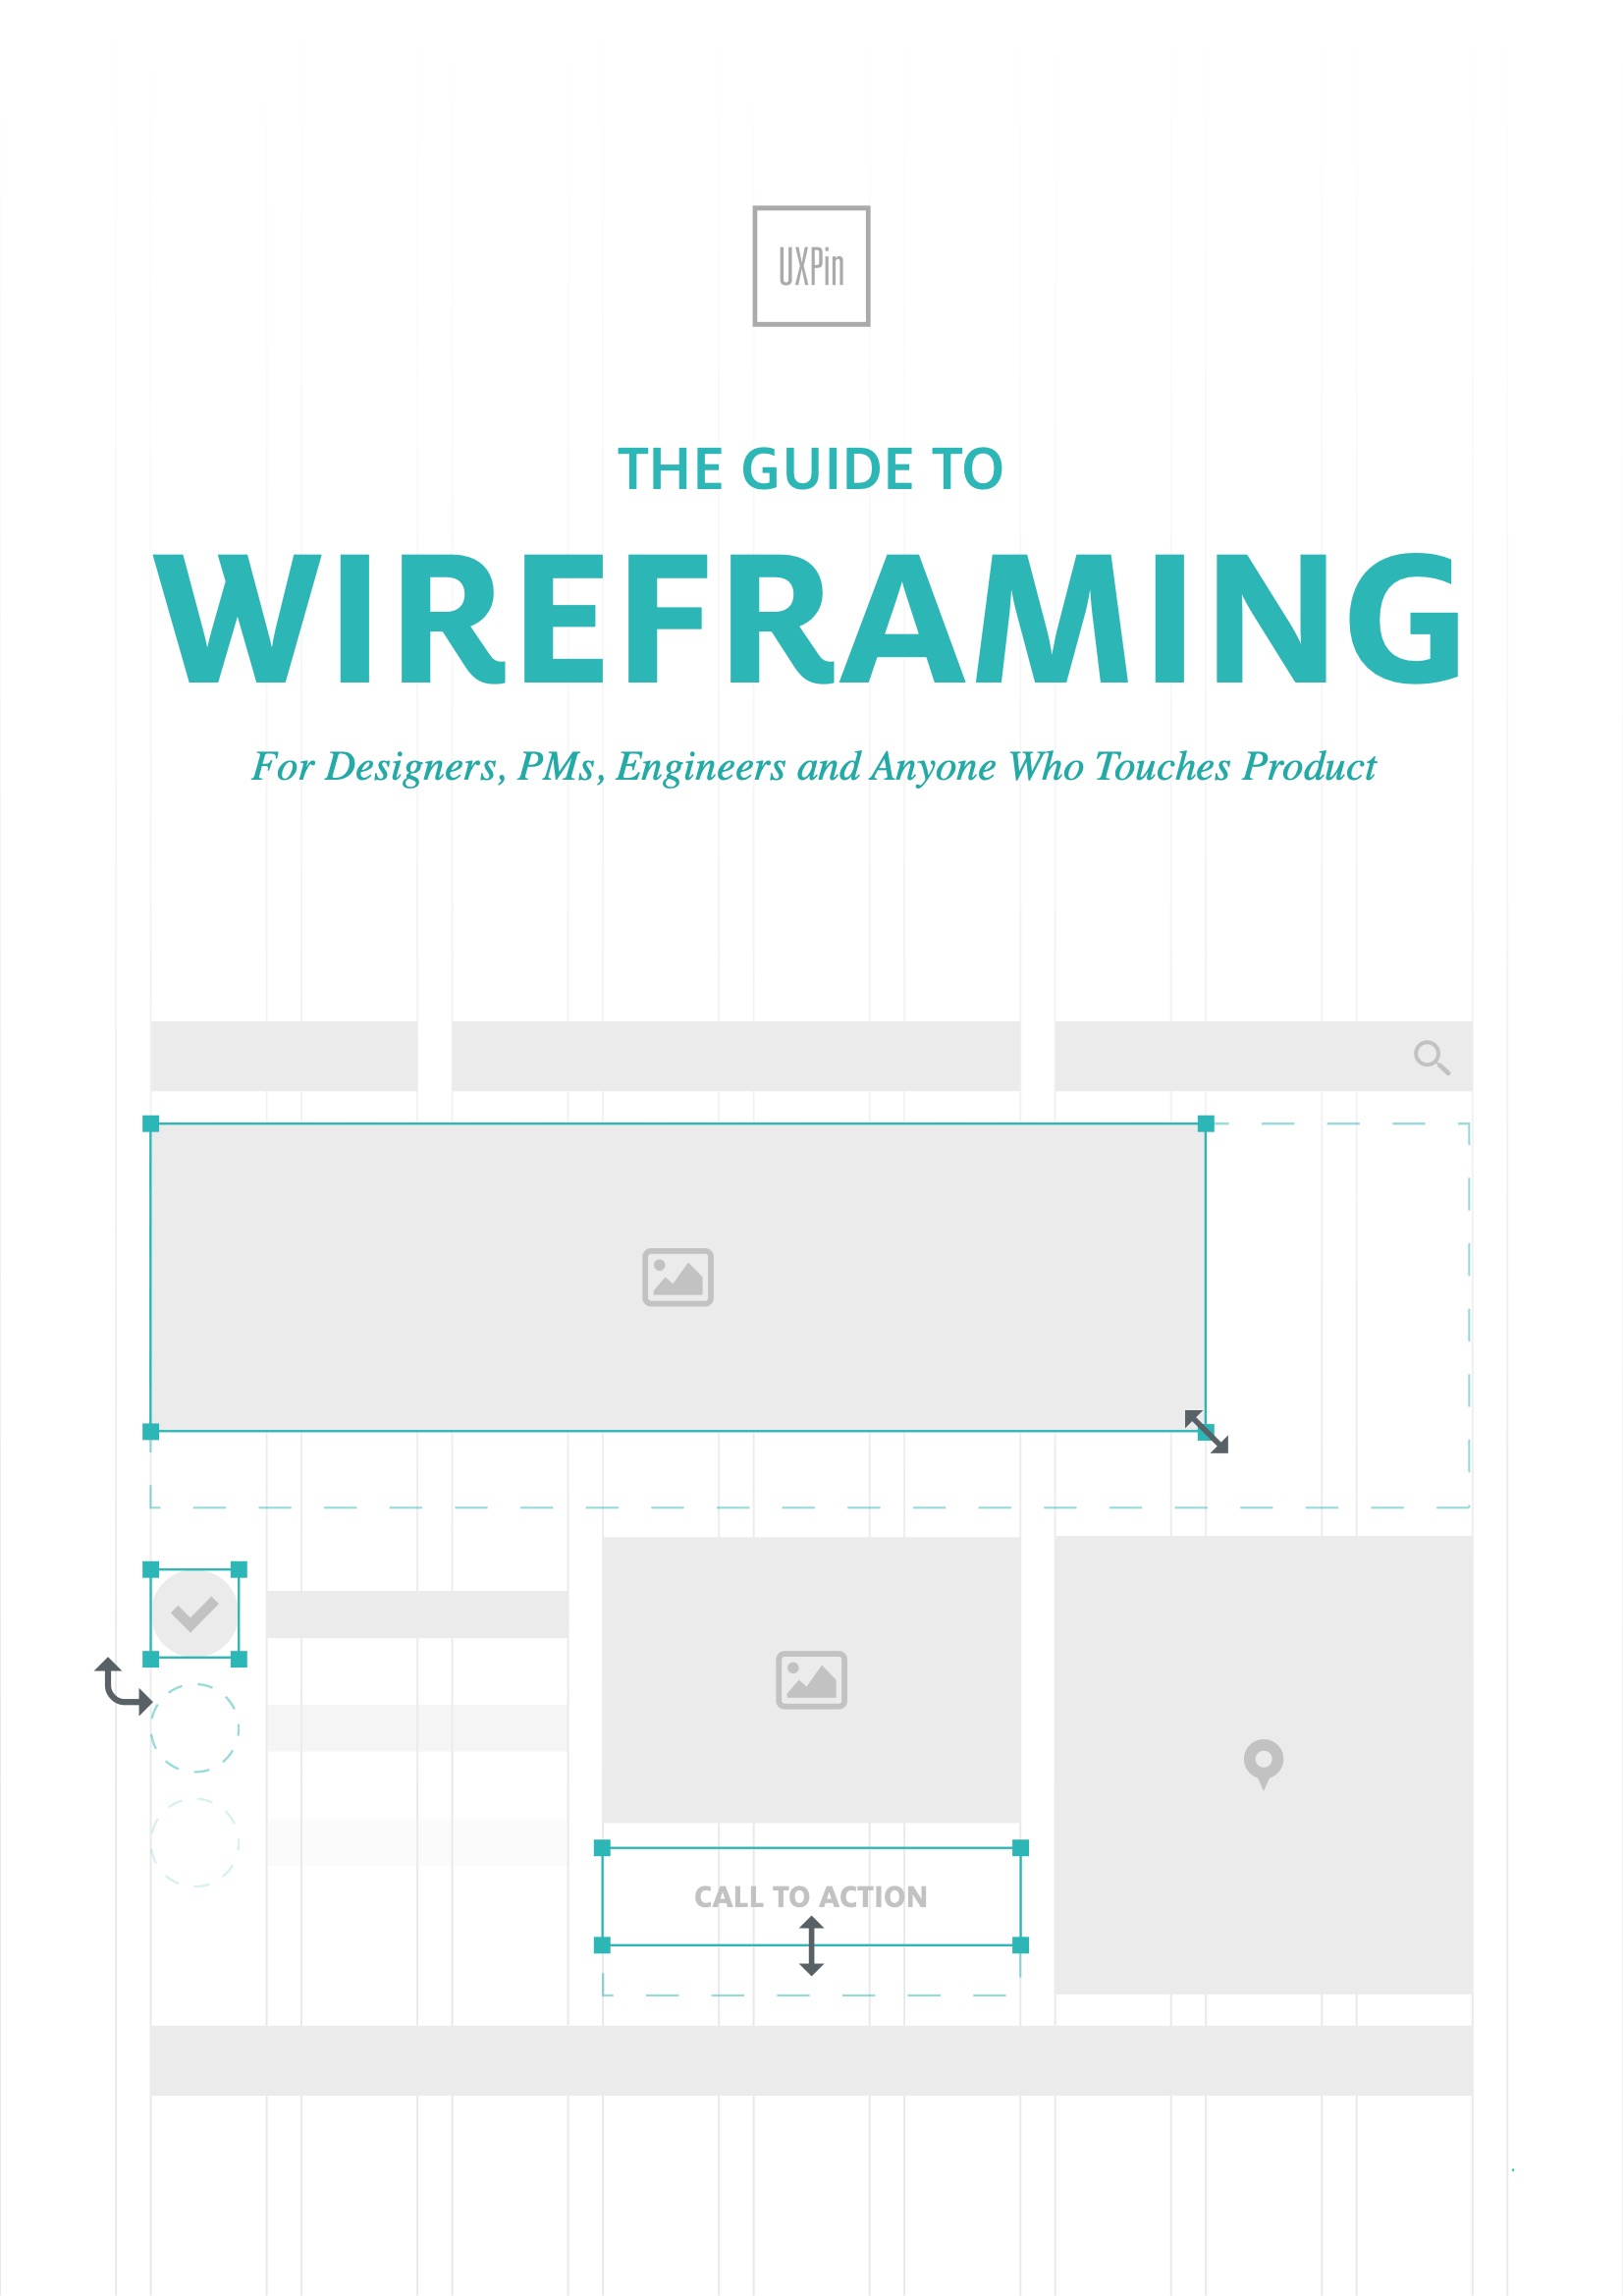 UXPin
THE GUIDE TO
WIREFRAMING
For Designers, PMs, Engineers and Anyone Who Touches Product
CALL TO ACTION